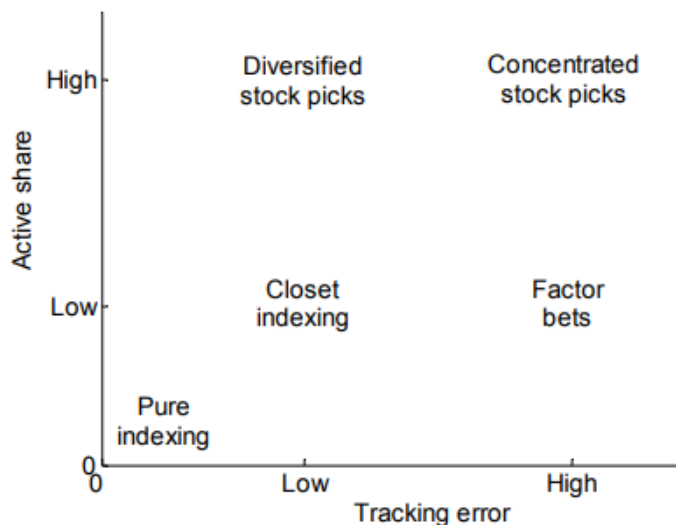 High
Diversified
stock picks
Concentrated
stock picks
Active share
Low
Closet
indexing
Factor
bets
Pure
indexing
0
0
Low
High
Tracking error